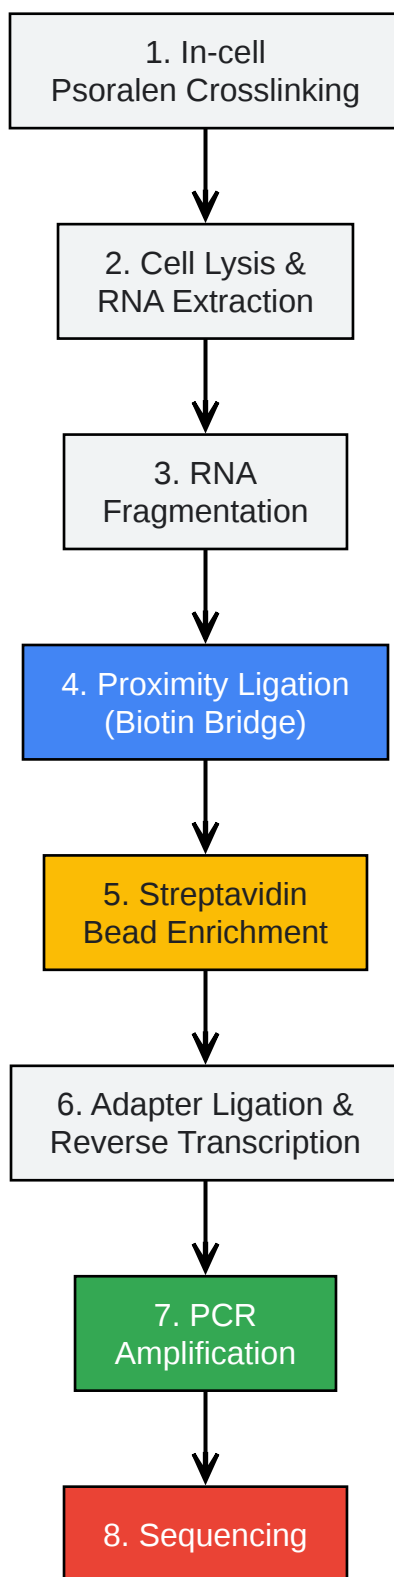 1. In-cell
Psoralen Crosslinking
2. Cell Lysis &
RNA Extraction
3. RNA
Fragmentation
4. Proximity Ligation
(Biotin Bridge)
5. Streptavidin
Bead Enrichment
6. Adapter Ligation &
Reverse Transcription
7. PCR
Amplification
8. Sequencing